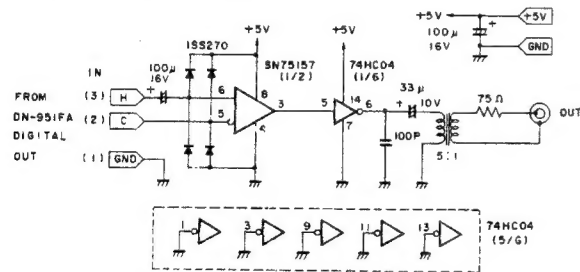 +5V
+5V
+5V
+5V
1SS270
100μ
16V
GND
IN
100μ
16V
SN75157
(1/2)
74HC04
(1/6)
FROM
(3)
H
6
8
3
5
14
6
33μ
+
10V
75Ω
OUT
DN-951FA
(2)
C
5
4
7
100P
DIGITAL
OUT
(1)
GND
5:1
1
3
9
11
13
74HC04
(5/6)